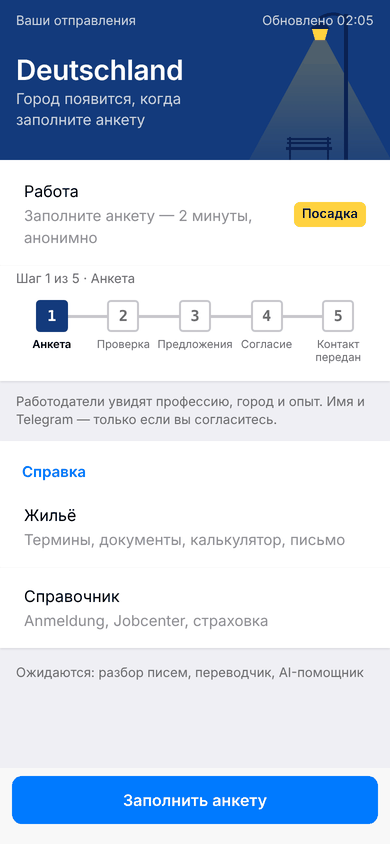 Ваши отправления
Обновлено 02:05
Deutschland
Город появится, когда
заполните анкету
Работа
Заполните анкету — 2 минуты,
анонимно
Посадка
Шаг 1 из 5 · Анкета
1 2 3 4 5
Анкета Проверка Предложения Согласие Контакт
передан
Работодатели увидят профессию, город и опыт. Имя и
Telegram — только если вы согласитесь.
Справка
Жильё
Термины, документы, калькулятор, письмо
Справочник
Anmeldung, Jobcenter, страховка
Ожидаются: разбор писем, переводчик, AI-помощник
Заполнить анкету